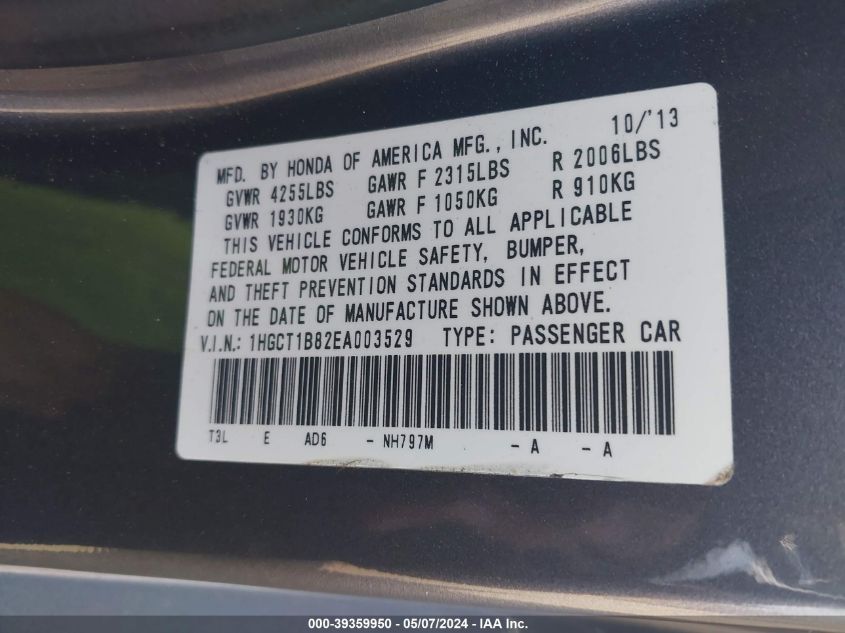 MFD. BY HONDA OF AMERICA MFG., INC. 10/'13
GVWR 4255LBS GAWR F 2315LBS R 2006LBS
GVWR 1930KG GAWR F 1050KG R 910KG
THIS VEHICLE CONFORMS TO ALL APPLICABLE
FEDERAL MOTOR VEHICLE SAFETY, BUMPER,
AND THEFT PREVENTION STANDARDS IN EFFECT
ON THE DATE OF MANUFACTURE SHOWN ABOVE.
V.I.N.: 1HGCT1B82EA003529 TYPE: PASSENGER CAR
T3L E AD6 - NH797M - A - A
000-39359950 - 05/07/2024 - IAA Inc.